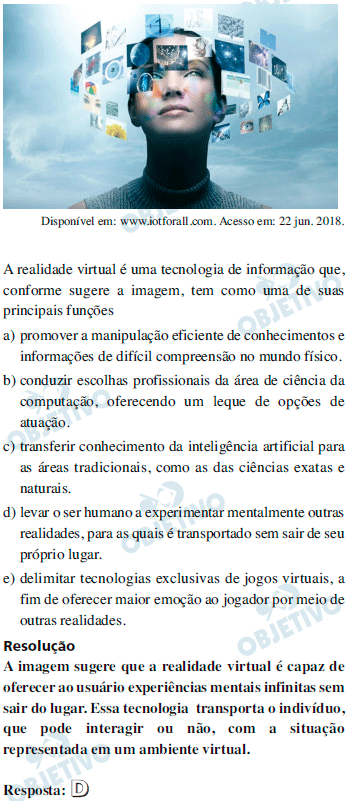 Disponível em: www.iotforall.com. Acesso em: 22 jun. 2018.
A realidade virtual é uma tecnologia de informação que,
conforme sugere a imagem, tem como uma de suas
principais funções
a) promover a manipulação eficiente de conhecimentos e
informações de difícil compreensão no mundo físico.
b) conduzir escolhas profissionais da área de ciência da
computação, oferecendo um leque de opções de
atuação.
c) transferir conhecimento da inteligência artificial para
as áreas tradicionais, como as das ciências exatas e
naturais.
d) levar o ser humano a experimentar mentalmente outras
realidades, para as quais é transportado sem sair de seu
próprio lugar.
e) delimitar tecnologias exclusivas de jogos virtuais, a
fim de oferecer maior emoção ao jogador por meio de
outras realidades.
Resolução
A imagem sugere que a realidade virtual é capaz de
oferecer ao usuário experiências mentais infinitas sem
sair do lugar. Essa tecnologia transporta o indivíduo,
que pode interagir ou não, com a situação
representada em um ambiente virtual.
Resposta: D
OBJETIVO
OBJETIVO
OBJETIVO
OBJETIVO
OBJETIVO
OBJETIVO